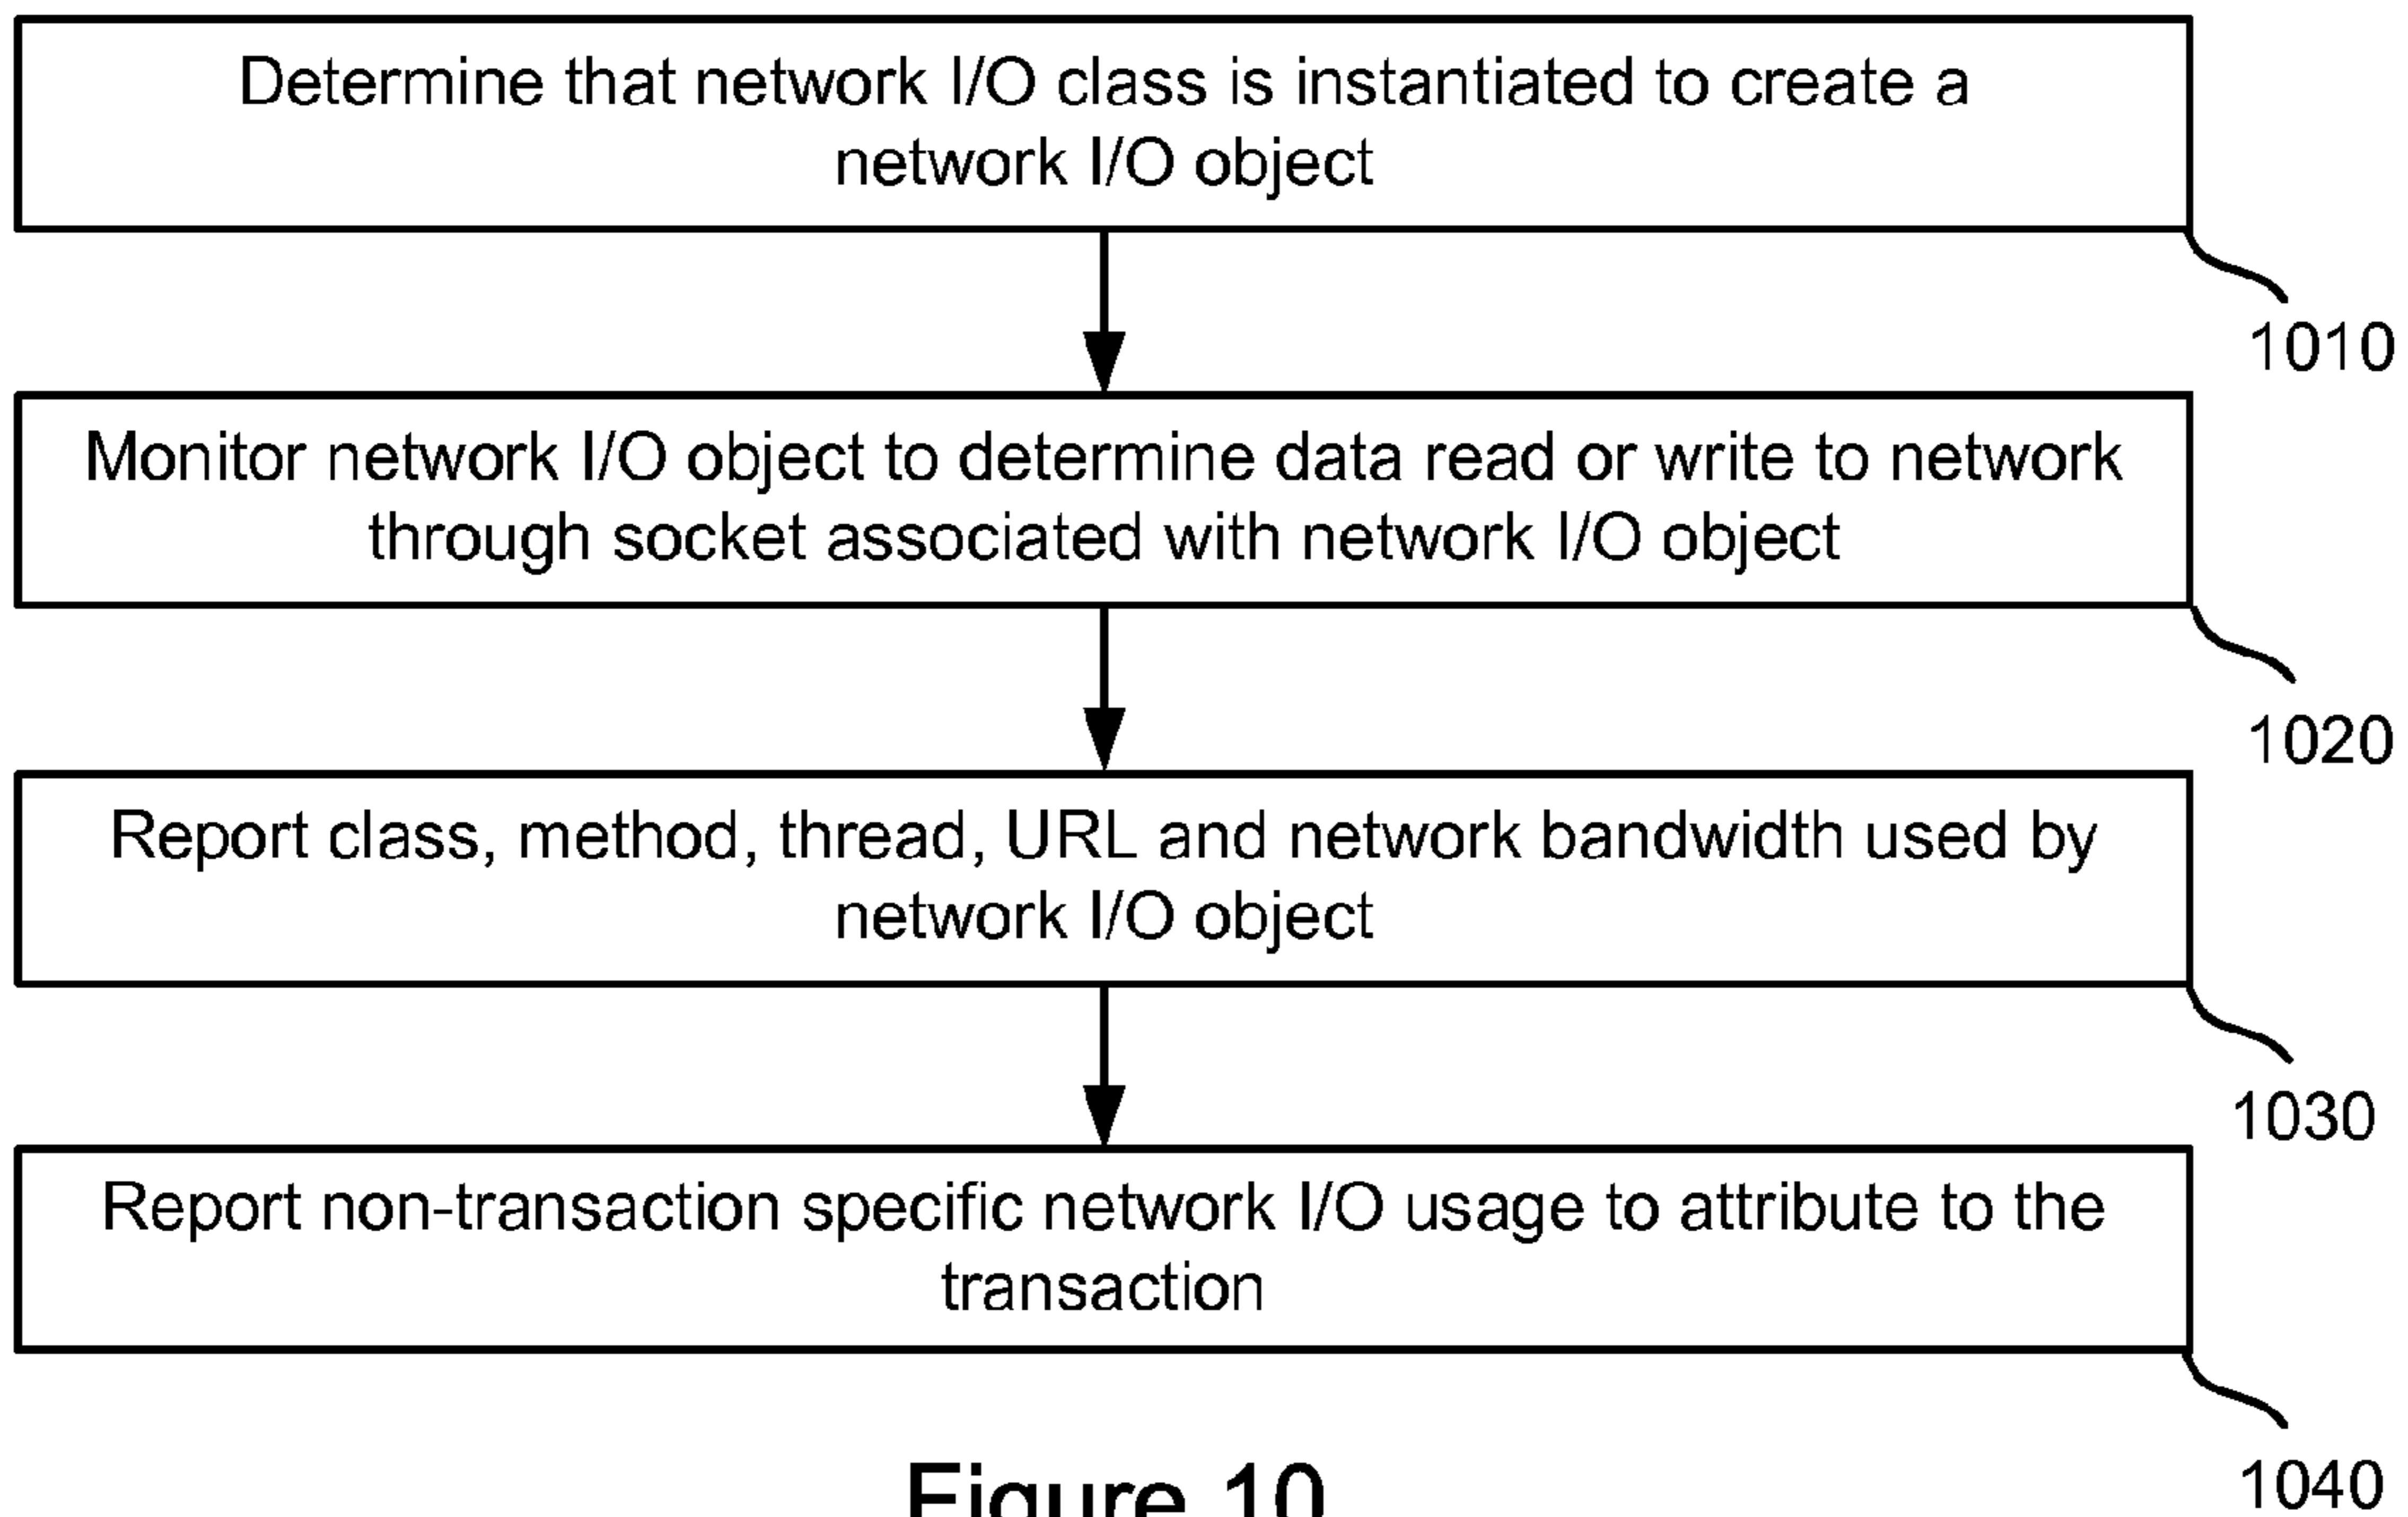 Determine that network I/O class is instantiated to create a
network I/O object
1010
Monitor network I/O object to determine data read or write to network
through socket associated with network I/O object
1020
Report class, method, thread, URL and network bandwidth used by
network I/O object
1030
Report non-transaction specific network I/O usage to attribute to the
transaction
1040
Figure 10